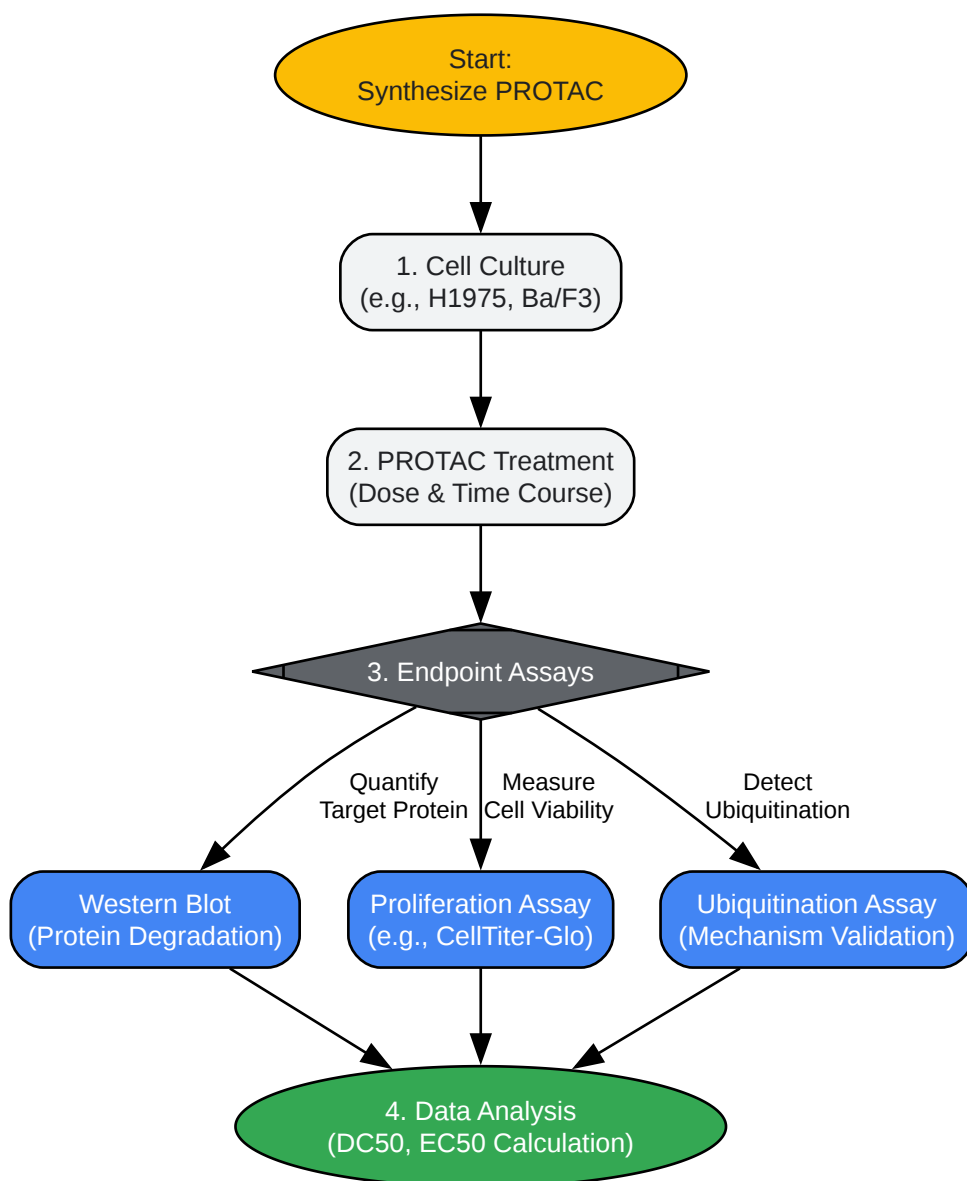 Start:
Synthesize PROTAC
1. Cell Culture
(e.g., H1975, Ba/F3)
2. PROTAC Treatment
(Dose & Time Course)
3. Endpoint Assays
Quantify
Target Protein
Measure
Cell Viability
Detect
Ubiquitination
Western Blot
(Protein Degradation)
Proliferation Assay
(e.g., CellTiter-Glo)
Ubiquitination Assay
(Mechanism Validation)
4. Data Analysis
(DC50, EC50 Calculation)